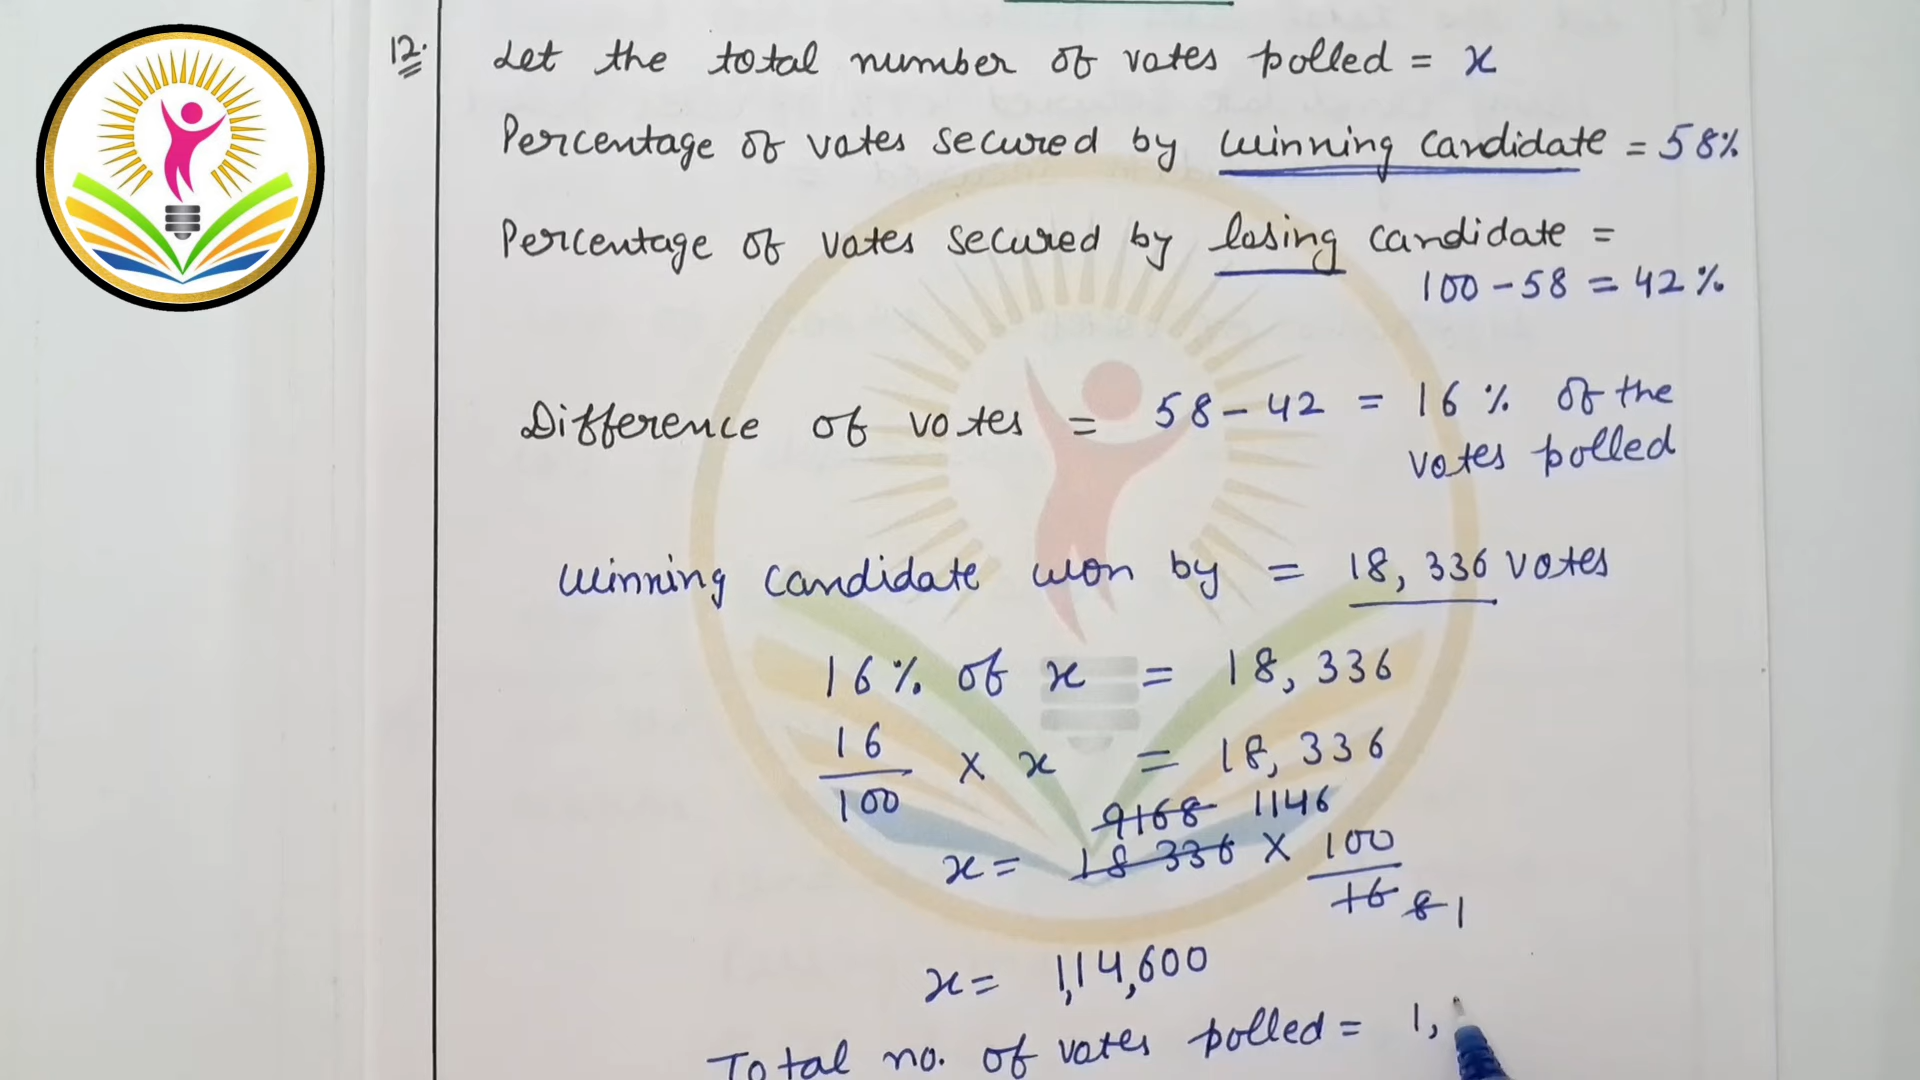 12. Let the total number of votes polled = x
Percentage of votes secured by winning candidate = 58%
Percentage of votes secured by losing candidate =
100 - 58 = 42%
Difference of votes = 58 - 42 = 16% of the
votes polled
Winning candidate won by = 18,336 votes
16% of x = 18,336
16/100 × x = 18,336
9168 1146
x = 18 336 × 100/16 8 1
x = 1,14,600
Total no. of votes polled = 1,